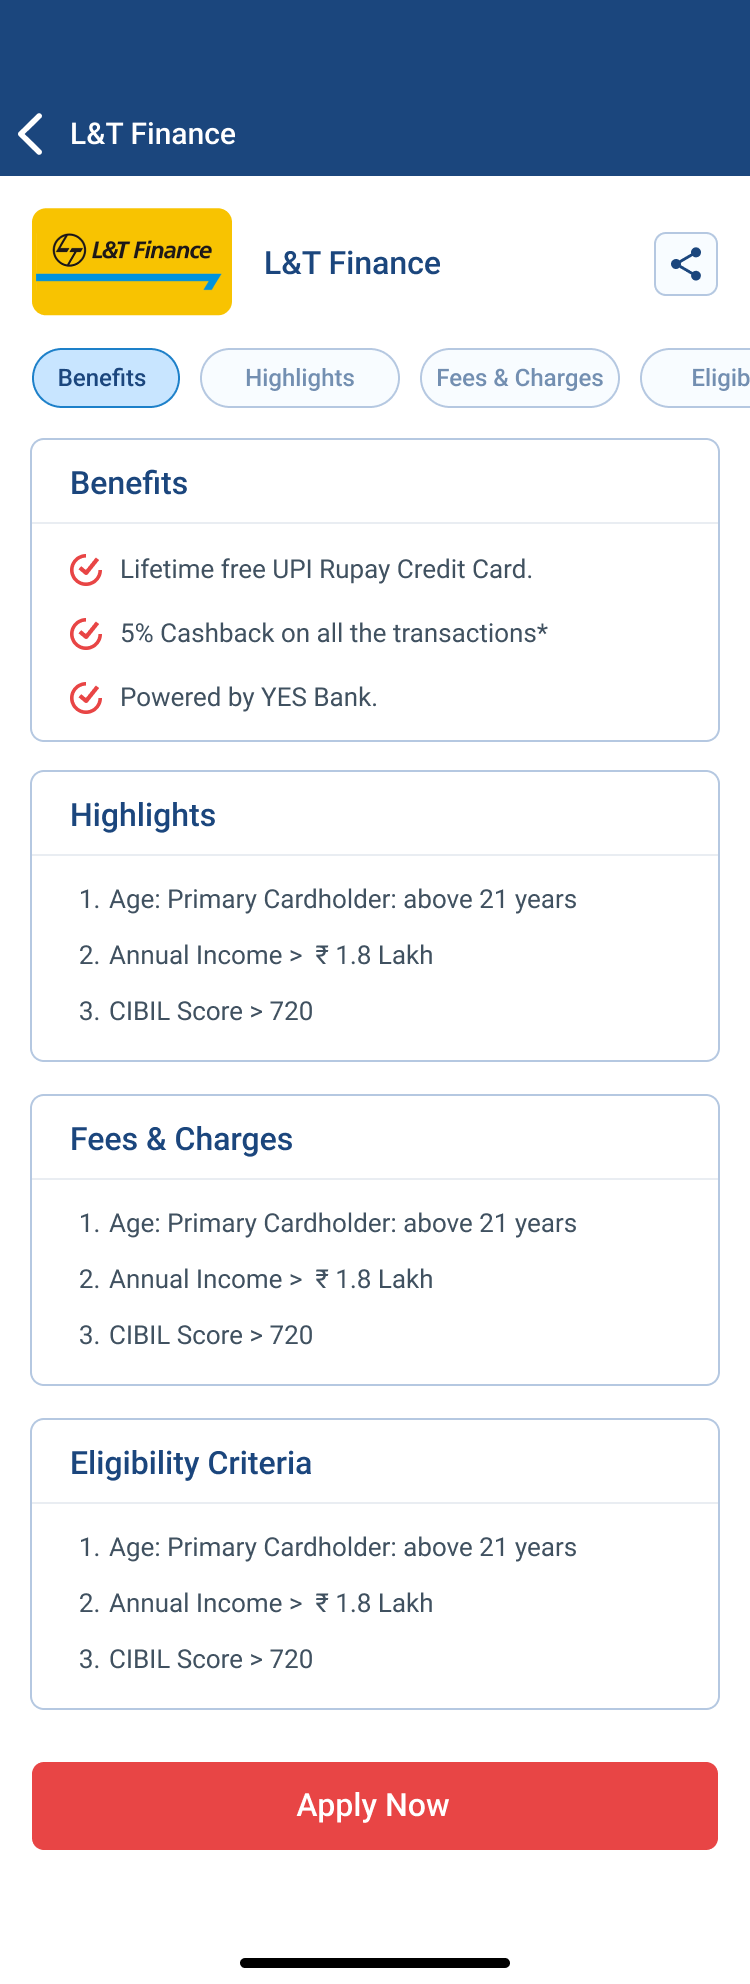 L&T Finance
L&T Finance
L&T Finance
Benefits
Highlights
Fees & Charges
Eligib
Benefits
Lifetime free UPI Rupay Credit Card.
5% Cashback on all the transactions*
Powered by YES Bank.
Highlights
1. Age: Primary Cardholder: above 21 years
2. Annual Income > ₹ 1.8 Lakh
3. CIBIL Score > 720
Fees & Charges
1. Age: Primary Cardholder: above 21 years
2. Annual Income > ₹ 1.8 Lakh
3. CIBIL Score > 720
Eligibility Criteria
1. Age: Primary Cardholder: above 21 years
2. Annual Income > ₹ 1.8 Lakh
3. CIBIL Score > 720
Apply Now